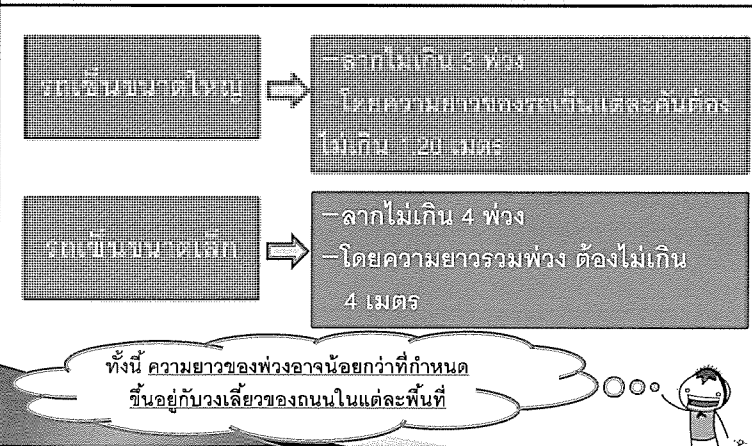 รถเข็นขนาดใหญ่
-ลากไม่เกิน 3 พ่วง
-โดยความยาวของรถเข็นแต่ละคันต้อง
ไม่เกิน 1.20 เมตร
รถเข็นขนาดเล็ก
-ลากไม่เกิน 4 พ่วง
-โดยความยาวรวมพ่วง ต้องไม่เกิน
4 เมตร
ทั้งนี้ ความยาวของพ่วงอาจน้อยกว่าที่กำหนด
ขึ้นอยู่กับวงเลี้ยวของถนนในแต่ละพื้นที่